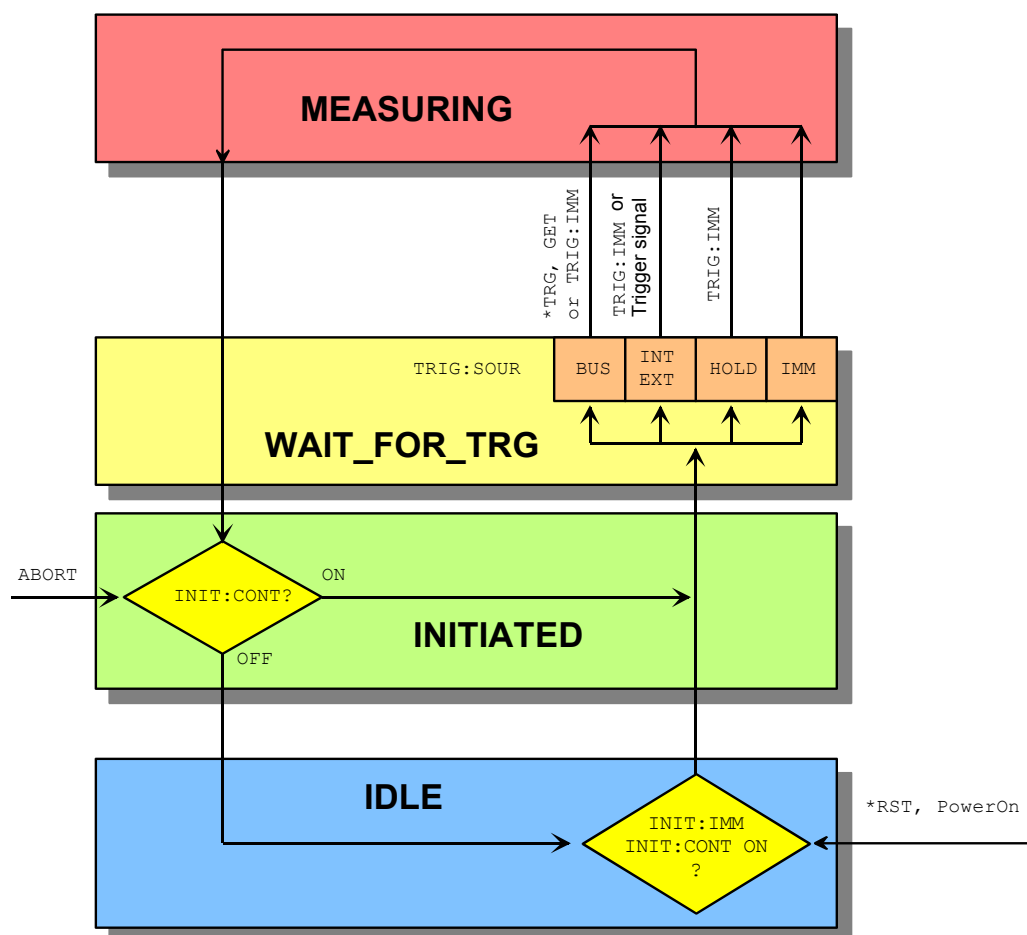 MEASURING
*TRG, GET
or TRIG:IMM
TRIG:IMM or
Trigger signal
TRIG:IMM
TRIG:SOUR
BUS
INT
EXT
HOLD
IMM
WAIT_FOR_TRG
ABORT
INIT:CONT?
ON
INITIATED
OFF
IDLE
INIT:IMM
INIT:CONT ON
?
*RST, PowerOn